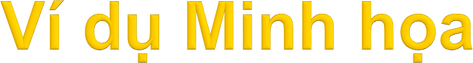 Ví dụ Minh họa